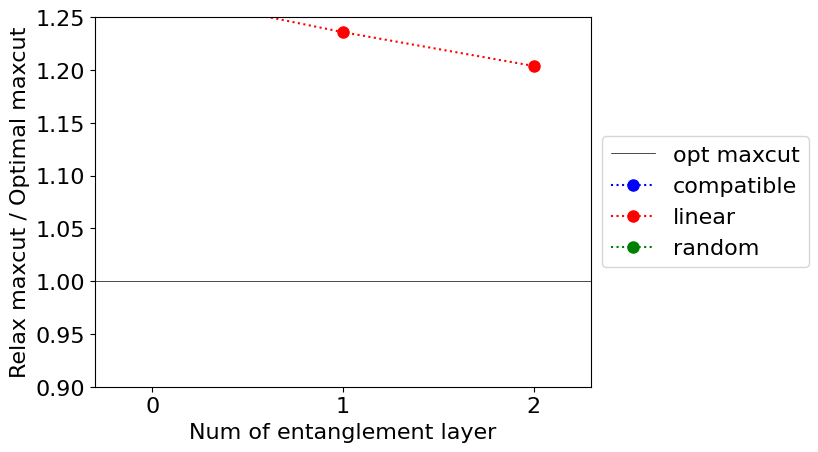 Relax maxcut / Optimal maxcut
1.25
1.20
1.15
1.10
1.05
1.00
0.95
0.90
0 1 2
Num of entanglement layer
opt maxcut
compatible
linear
random